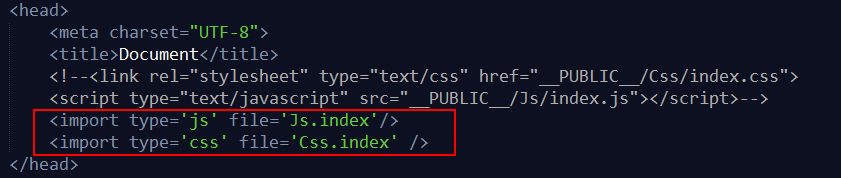 <head>
<meta charset="UTF-8">
<title>Document</title>
<!--<link rel="stylesheet" type="text/css" href="__PUBLIC__/Css/index.css">
<script type="text/javascript" src="__PUBLIC__/Js/index.js"></script>-->
<import type='js' file='Js.index'/>
<import type='css' file='Css.index' />
</head>